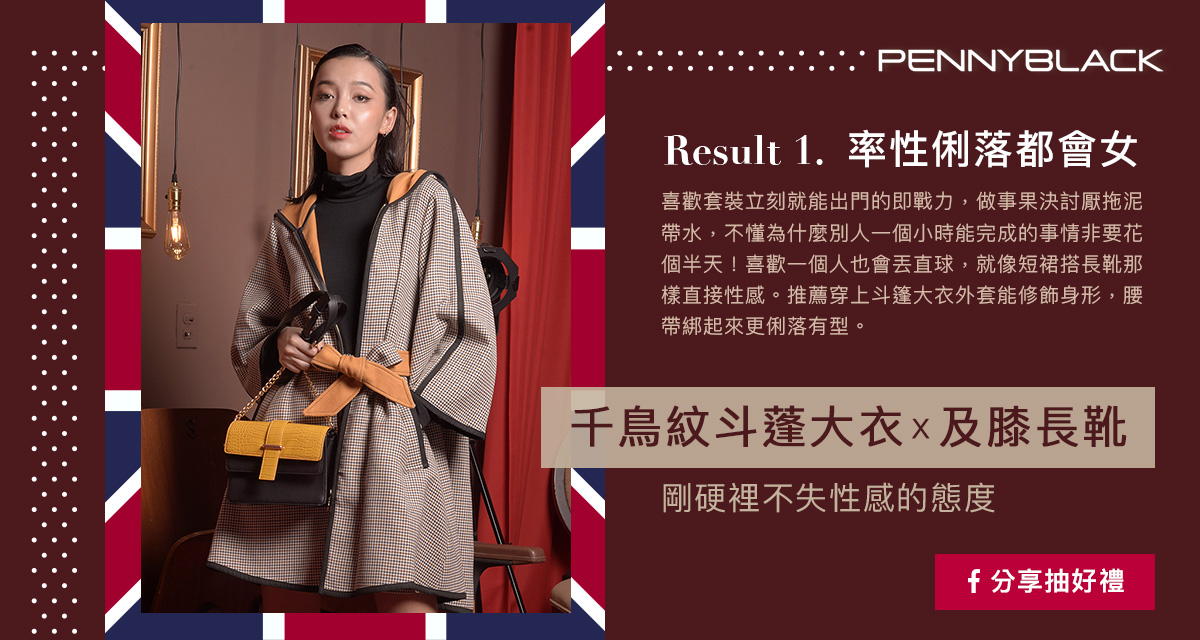 PENNYBLACK
Result 1. 率性俐落都會女
喜歡套裝立刻就能出門的即戰力，做事果決討厭拖泥
帶水，不懂為什麼別人一個小時能完成的事情非要花
個半天！喜歡一個人也會丟直球，就像短裙搭長靴那
樣直接性感。推薦穿上斗篷大衣外套能修飾身形，腰
帶綁起來更俐落有型。
千鳥紋斗蓬大衣x及膝長靴
剛硬裡不失性感的態度
f 分享抽好禮